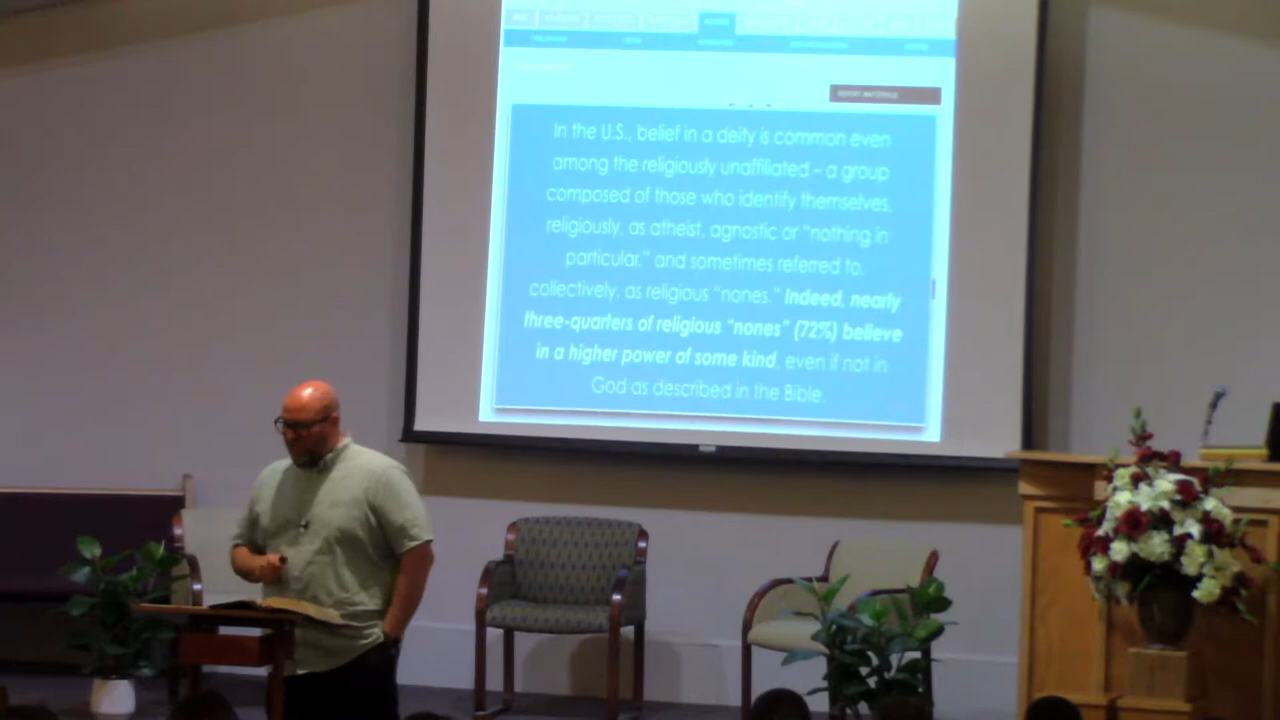 In the U.S., belief in a deity is common even
among the religiously unaffiliated – a group
composed of those who identify themselves,
religiously, as atheist, agnostic or "nothing in
particular," and sometimes referred to,
collectively, as religious "nones." Indeed, nearly
three-quarters of religious "nones" (72%) believe
in a higher power of some kind, even if not in
God as described in the Bible.